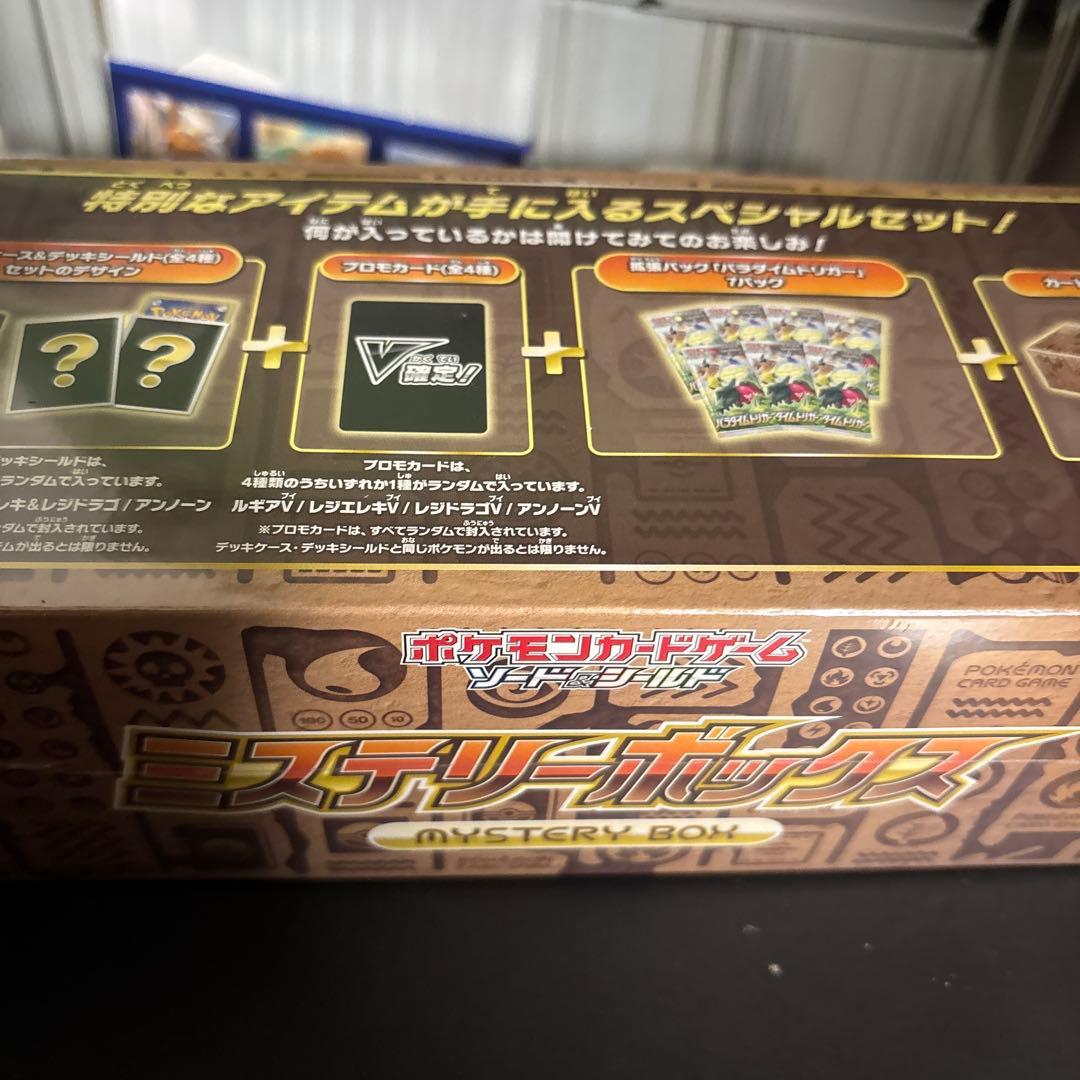 特別なアイテムが手に入るスペシャルセット!
何が入っているかは開けてみてのお楽しみ!
ース&デッキシールド(全4種)
セットのデザイン
プロモカード(全4種)
拡張パック「パラダイムトリガー」
7パック
カー
Pokémon
?
?
V
確定!
パラダイムトリガー
ッキシールドは、
ランダムで入っています。
レキ&レジドラゴ/アンノーン
ダムで封入されています。
テムが出るとは限りません。
プロモカードは、
4種類のうちいずれか1種がランダムで入っています。
ルギアV/レジエレキV/レジドラゴV/アンノーンV
※プロモカードは、すべてランダムで封入されています。
デッキケース・デッキシールドと同じポケモンが出るとは限りません。
ポケモンカードゲーム
ソード&シールド
180 50 10
POKÉMON
CARD GAME
ミステリーボックス
MYSTERY BOX